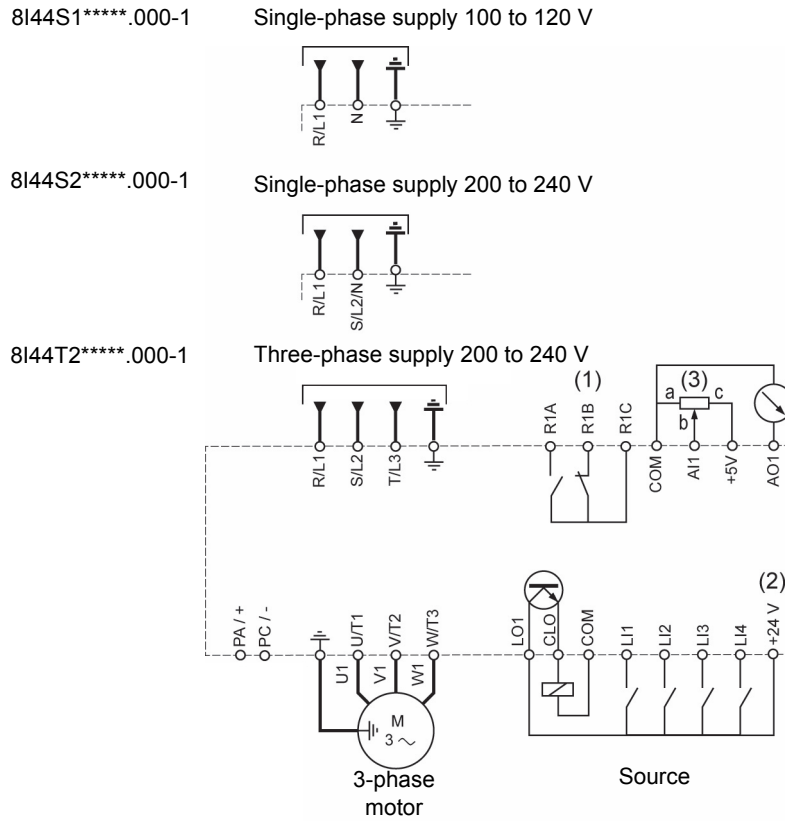 8I44S1*****.000-1 Single-phase supply 100 to 120 V
R/L1 N
8I44S2*****.000-1 Single-phase supply 200 to 240 V
R/L1 S/L2/N
8I44T2*****.000-1 Three-phase supply 200 to 240 V
(1) (3)
a c
b
R/L1 S/L2 T/L3 R1A R1B R1C COM AI1 +5V AO1
(2)
PA / + PC / - U/T1 V/T2 W/T3 LO1 CLO COM LI1 LI2 LI3 LI4 +24 V
U1 V1 W1
M
3 ~
3-phase
motor
Source